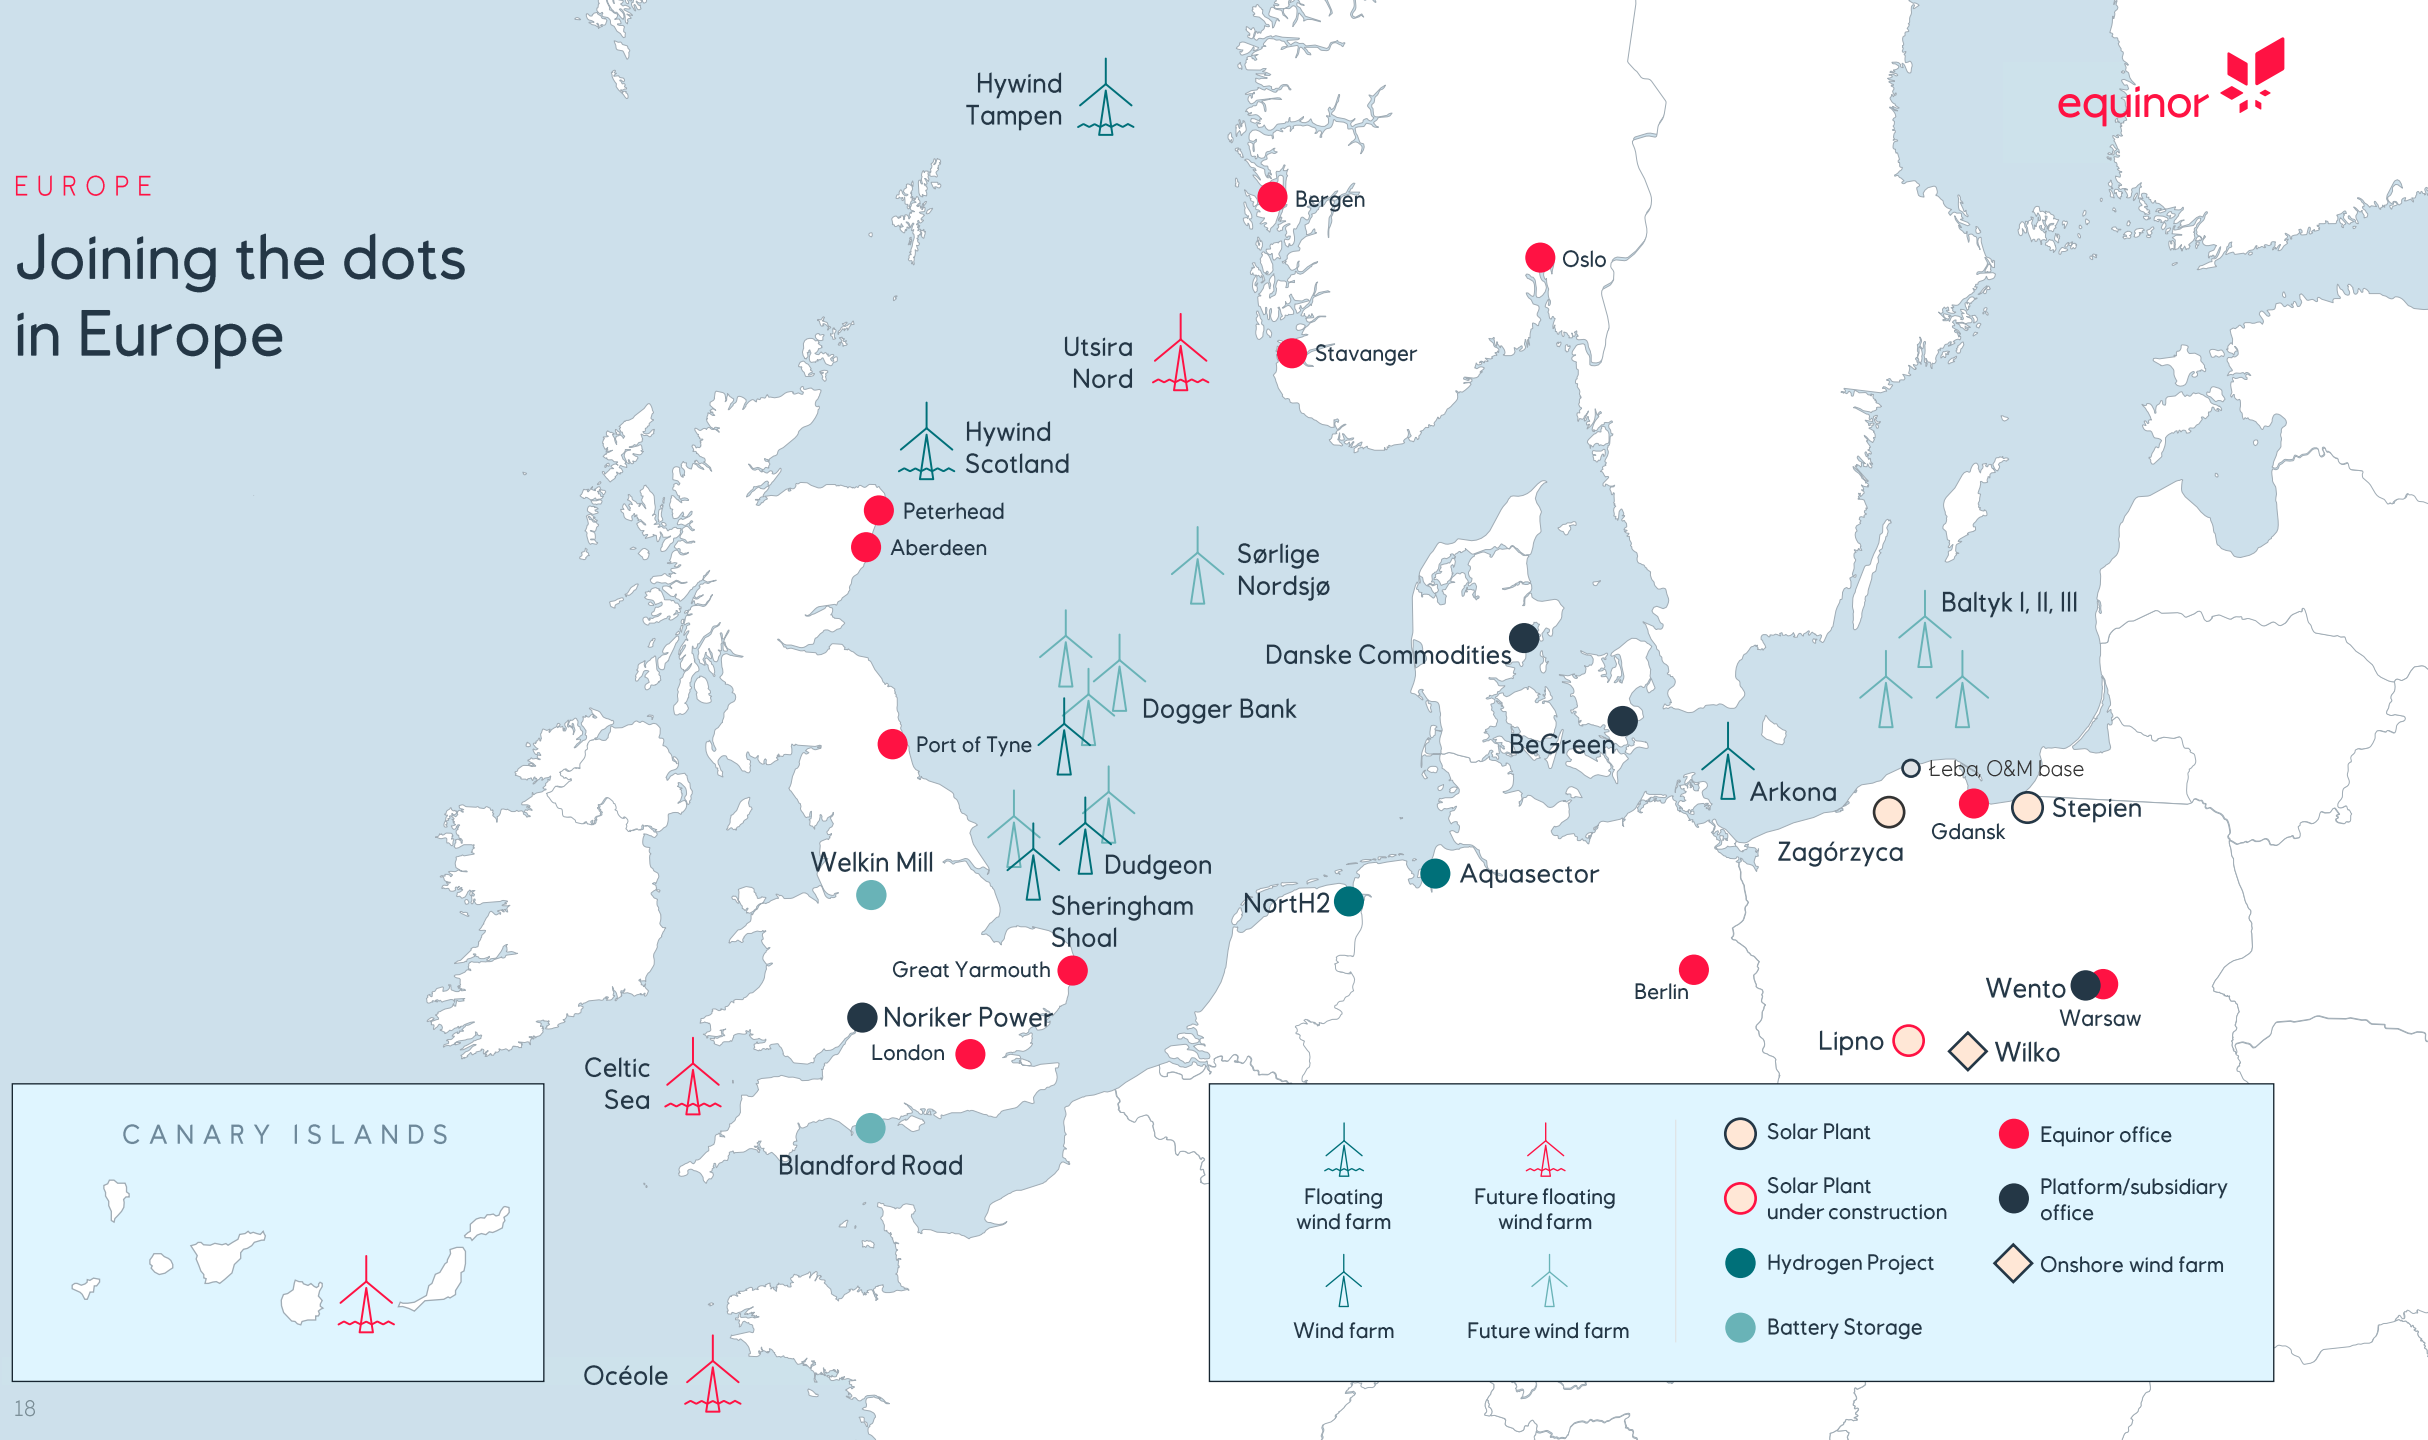 equinor
EUROPE
Joining the dots
in Europe
Hywind
Tampen
Bergen
Oslo
Utsira
Nord
Stavanger
Hywind
Scotland
Peterhead
Aberdeen
Sørlige
Nordsjø
Baltyk I, II, III
Danske Commodities
Dogger Bank
Port of Tyne
BeGreen
Łeba, O&M base
Arkona
Stepien
Gdansk
Zagórzyca
Welkin Mill
Dudgeon
Aquasector
NortH2
Sheringham
Shoal
Great Yarmouth
Berlin
Wento
Warsaw
Noriker Power
London
Lipno
Wilko
Celtic
Sea
Blandford Road
CANARY ISLANDS
Océole
Floating
wind farm
Future floating
wind farm
Wind farm
Future wind farm
Solar Plant
Solar Plant
under construction
Hydrogen Project
Battery Storage
Equinor office
Platform/subsidiary
office
Onshore wind farm
18